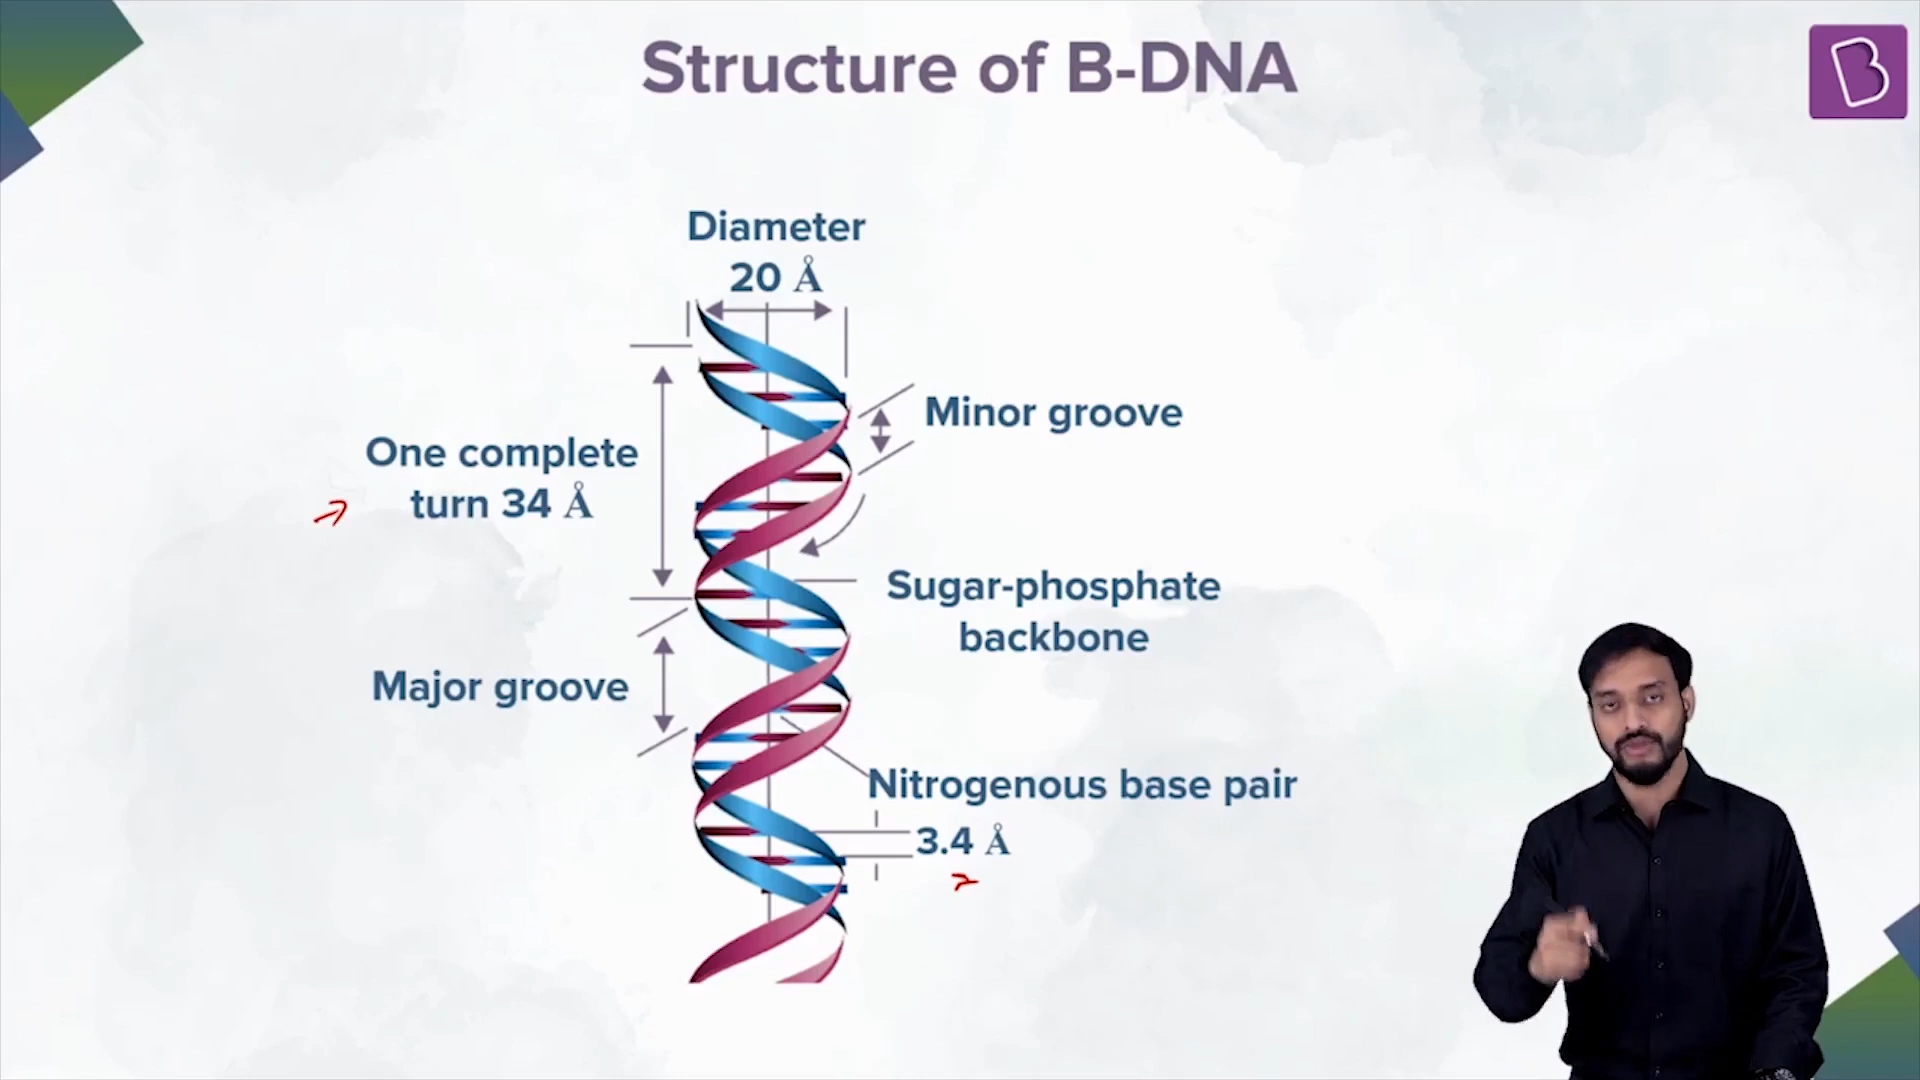 Structure of B-DNA
B
Diameter
20 Å
Minor groove
One complete
turn 34 Å
Sugar-phosphate
backbone
Major groove
Nitrogenous base pair
3.4 Å